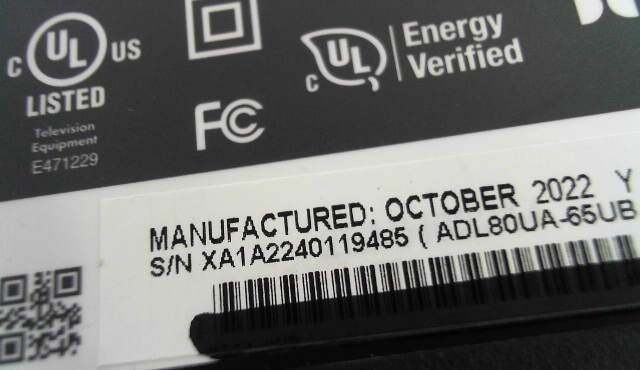 UL
C US
LISTED
Television
Equipment
E471229
FC
C UL
Energy
Verified
MANUFACTURED: OCTOBER 2022 Y
S/N XA1A2240119485 ( ADL80UA-65UB